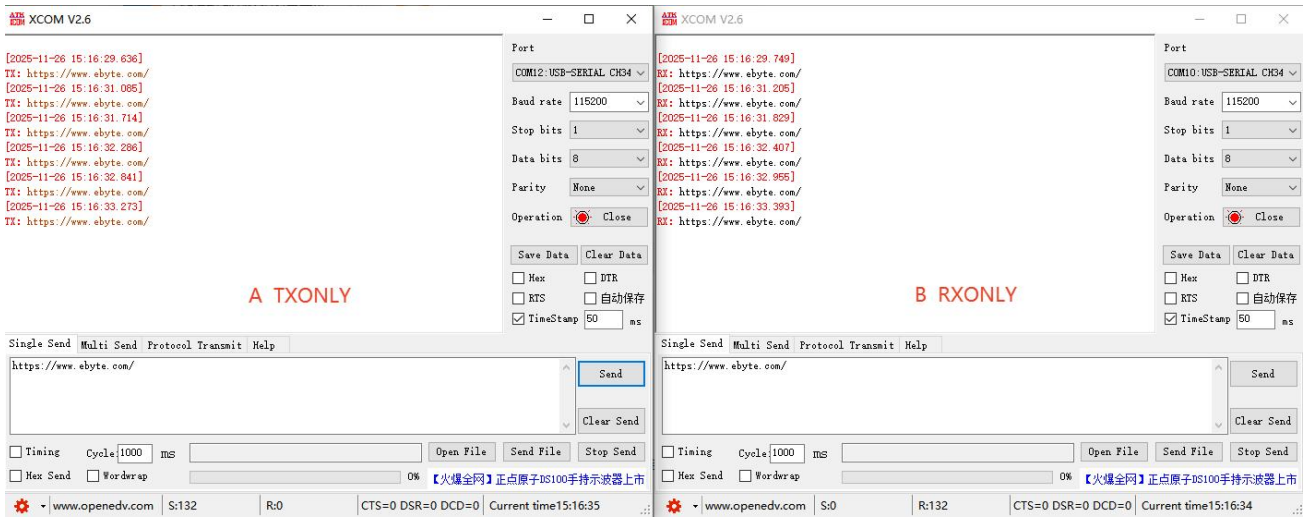 ATK COM XCOM V2.6
[2025-11-26 15:16:29.636]
TX: https://www.ebyte.com/
[2025-11-26 15:16:31.085]
TX: https://www.ebyte.com/
[2025-11-26 15:16:31.714]
TX: https://www.ebyte.com/
[2025-11-26 15:16:32.286]
TX: https://www.ebyte.com/
[2025-11-26 15:16:32.841]
TX: https://www.ebyte.com/
[2025-11-26 15:16:33.273]
TX: https://www.ebyte.com/
A TXONLY
Port
COM12:USB-SERIAL CH34
Baud rate 115200
Stop bits 1
Data bits 8
Parity None
Operation Close
Save Data Clear Data
Hex DTR
RTS 自动保存
TimeStamp 50 ms
Single Send Multi Send Protocol Transmit Help
https://www.ebyte.com/
Send
Clear Send
Timing Cycle: 1000 ms Open File Send File Stop Send
Hex Send Wordwrap 0% 【火爆全网】正点原子DS100手持示波器上市
www.openedv.com S:132 R:0 CTS=0 DSR=0 DCD=0 Current time15:16:35
ATK COM XCOM V2.6
[2025-11-26 15:16:29.749]
RX: https://www.ebyte.com/
[2025-11-26 15:16:31.205]
RX: https://www.ebyte.com/
[2025-11-26 15:16:31.829]
RX: https://www.ebyte.com/
[2025-11-26 15:16:32.407]
RX: https://www.ebyte.com/
[2025-11-26 15:16:32.955]
RX: https://www.ebyte.com/
[2025-11-26 15:16:33.393]
RX: https://www.ebyte.com/
B RXONLY
Port
COM10:USB-SERIAL CH34
Baud rate 115200
Stop bits 1
Data bits 8
Parity None
Operation Close
Save Data Clear Data
Hex DTR
RTS 自动保存
TimeStamp 50 ms
Single Send Multi Send Protocol Transmit Help
https://www.ebyte.com/
Send
Clear Send
Timing Cycle: 1000 ms Open File Send File Stop Send
Hex Send Wordwrap 0% 【火爆全网】正点原子DS100手持示波器上市
www.openedv.com S:0 R:132 CTS=0 DSR=0 DCD=0 Current time15:16:34